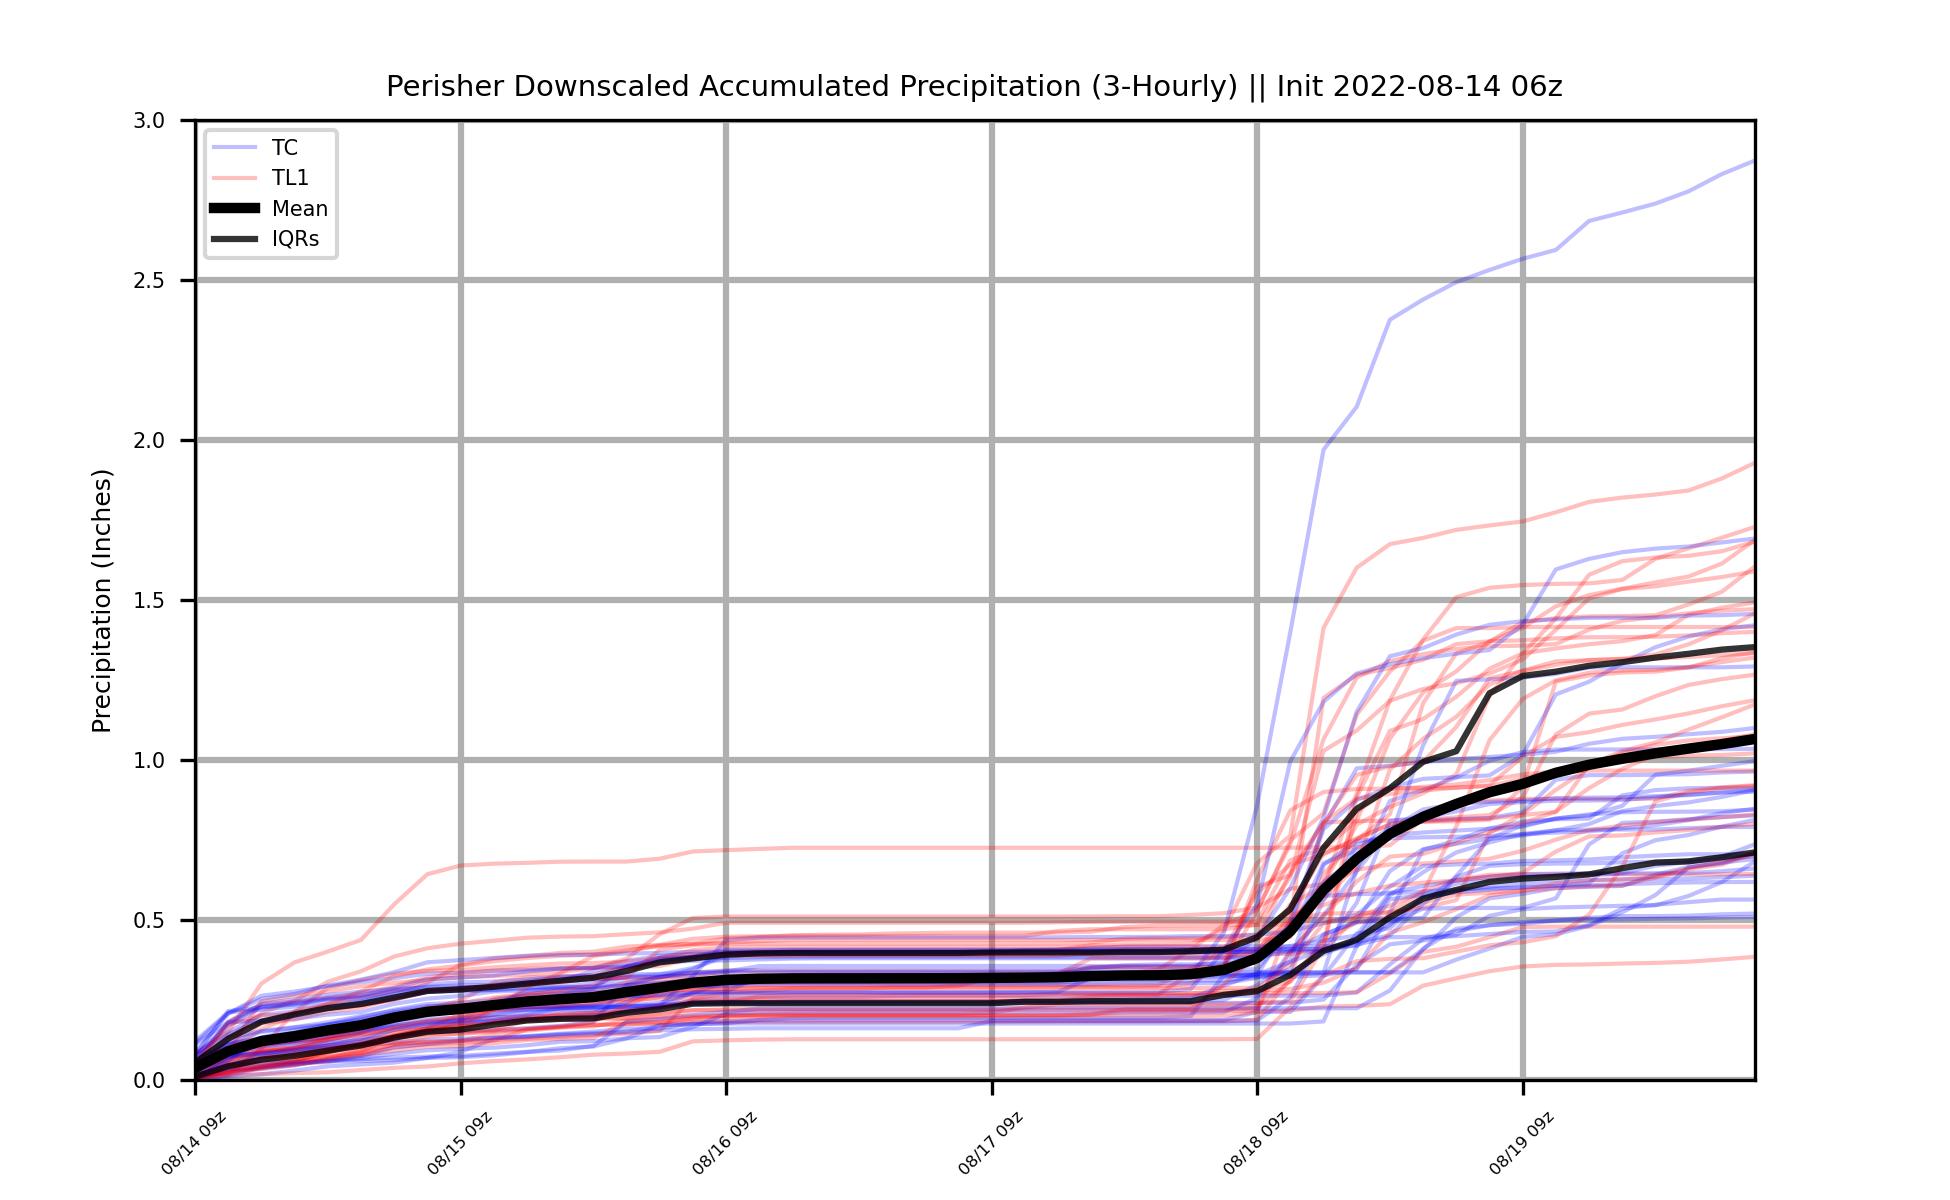 Perisher Downscaled Accumulated Precipitation (3-Hourly) || Init 2022-08-14 06z
3.0
2.5
2.0
1.5
1.0
0.5
0.0
Precipitation (Inches)
TC
TL1
Mean
IQRs
08/14 09z
08/15 09z
08/16 09z
08/17 09z
08/18 09z
08/19 09z